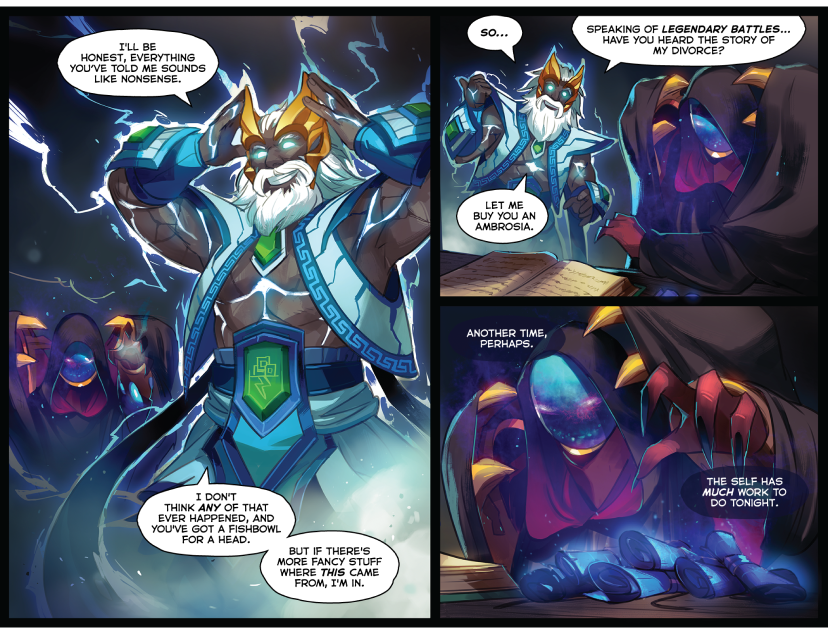 I'LL BE
HONEST, EVERYTHING
YOU'VE TOLD ME SOUNDS
LIKE NONSENSE.
I DON'T
THINK ANY OF THAT
EVER HAPPENED, AND
YOU'VE GOT A FISHBOWL
FOR A HEAD.
BUT IF THERE'S
MORE FANCY STUFF
WHERE THIS CAME
FROM, I'M IN.
SO...
SPEAKING OF LEGENDARY BATTLES...
HAVE YOU HEARD THE STORY OF
MY DIVORCE?
LET ME
BUY YOU AN
AMBROSIA.
ANOTHER TIME,
PERHAPS.
THE SELF HAS
MUCH WORK TO
DO TONIGHT.